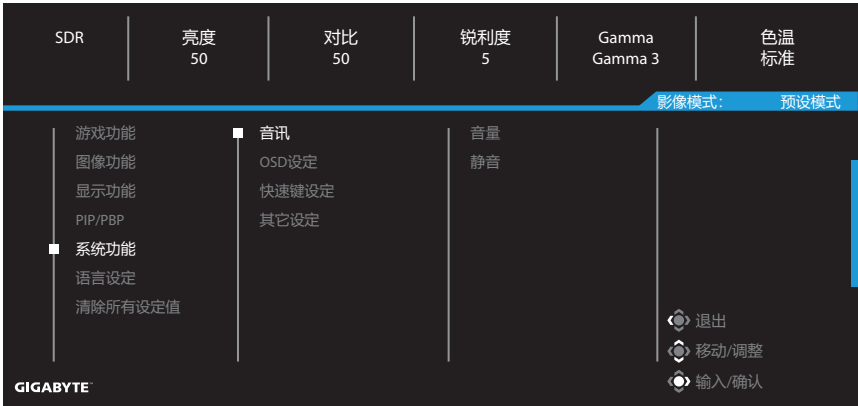 SDR 亮度 对比 锐利度 Gamma 色温
50 50 5 Gamma 3 标准
影像模式： 预设模式
游戏功能 音讯 音量
图像功能 OSD设定 静音
显示功能 快速键设定
PIP/PBP 其它设定
系统功能
语言设定
清除所有设定值
退出
移动/调整
输入/确认
GIGABYTE